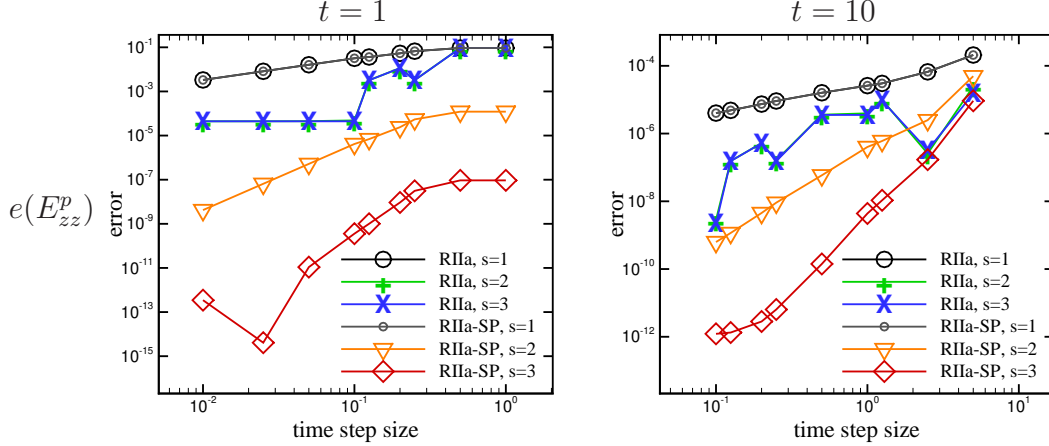 t = 1
t = 10
e(E^p_zz)
error
10^-1
10^-3
10^-5
10^-7
10^-9
10^-11
10^-13
10^-15
RIIa, s=1
RIIa, s=2
RIIa, s=3
RIIa-SP, s=1
RIIa-SP, s=2
RIIa-SP, s=3
10^-2
10^-1
10^0
time step size
error
10^-4
10^-6
10^-8
10^-10
10^-12
RIIa, s=1
RIIa, s=2
RIIa, s=3
RIIa-SP, s=1
RIIa-SP, s=2
RIIa-SP, s=3
10^-1
10^0
10^1
time step size